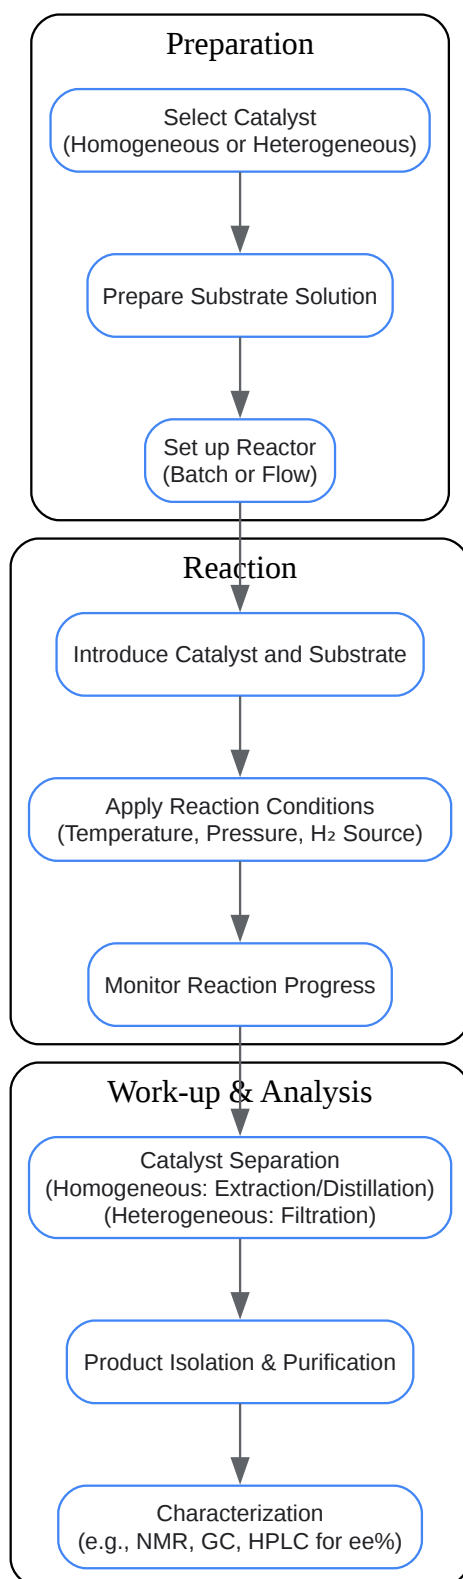 Preparation
Select Catalyst
(Homogeneous or Heterogeneous)
Prepare Substrate Solution
Set up Reactor
(Batch or Flow)
Reaction
Introduce Catalyst and Substrate
Apply Reaction Conditions
(Temperature, Pressure, H₂ Source)
Monitor Reaction Progress
Work-up & Analysis
Catalyst Separation
(Homogeneous: Extraction/Distillation)
(Heterogeneous: Filtration)
Product Isolation & Purification
Characterization
(e.g., NMR, GC, HPLC for ee%)